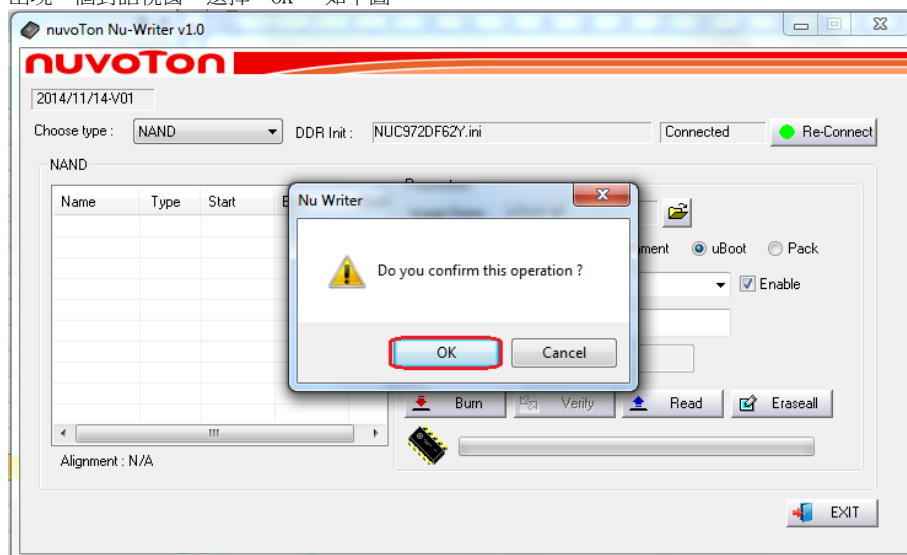 nuvoTon Nu-Writer v1.0
nuvoTon
2014/11/14-V01
Choose type : NAND DDR Init : NUC972DF62Y.ini Connected Re-Connect
NAND
Name Type Start
Nu Writer
Do you confirm this operation ?
OK Cancel
uBoot Pack
Enable
Burn Verify Read Eraseall
Alignment : N/A
EXIT